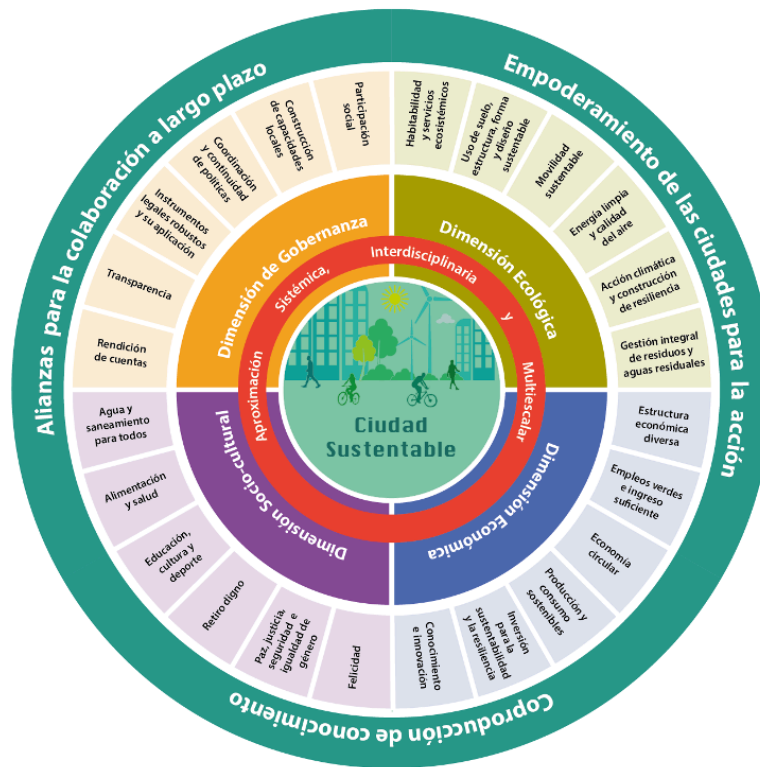 Alianzas para la colaboración a largo plazo
Empoderamiento de las ciudades para la acción
Coproducción de conocimiento
Dimensión de Gobernanza
Rendición
de cuentas
Transparencia
Instrumentos
legales robustos
y su aplicación
Coordinación
y continuidad
de políticas
Construcción
de capacidades
locales
Participación
social
Dimensión Ecológica
Habitabilidad
y servicios
ecosistémicos
Uso de suelo,
estructura, forma
y diseño
sustentable
Movilidad
sustentable
Energía limpia
y calidad
del aire
Acción climática
y construcción
de resiliencia
Gestión integral
de residuos y
aguas residuales
Dimensión Económica
Estructura
económica
diversa
Empleos verdes
e ingreso
suficiente
Economía
circular
Producción y
consumo
sostenibles
Inversión
para la
sustentabilidad
y la resiliencia
Conocimiento
e innovación
Dimensión Socio-cultural
Agua y
saneamiento
para todos
Alimentación
y salud
Educación,
cultura y
deporte
Retiro digno
Paz, justicia,
seguridad e
igualdad de
género
Felicidad
Aproximación Sistémica, Interdisciplinaria y Multiescalar
Ciudad
Sustentable